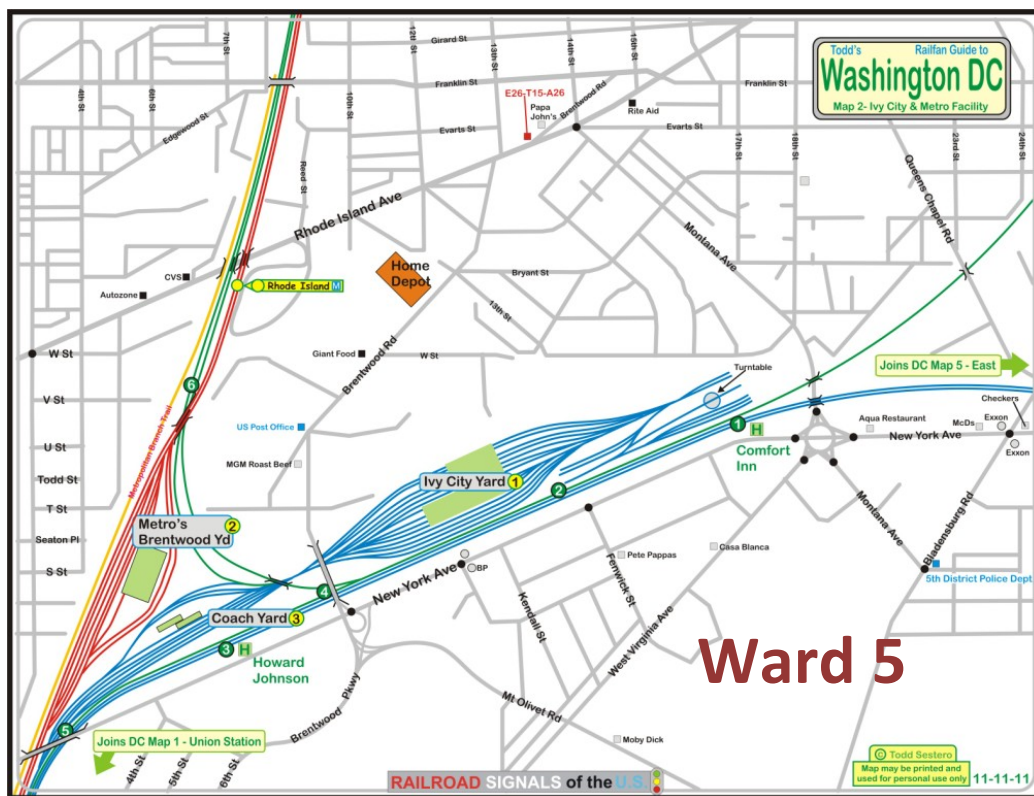 Todd's Railfan Guide to
Washington DC
Map 2- Ivy City & Metro Facility
4th St
6th St
7th St
Edgewood St
10th St
12th St
13th St
14th St
15th St
Girard St
Franklin St
Franklin St
E26-T15-A26
Papa
John's
Brentwood Rd
Rite Aid
Evarts St
Evarts St
17th St
18th St
23rd St
24th St
Queens Chapel Rd
Reed St
Rhode Island Ave
Montana Ave
CVS
Autozone
Rhode Island M
Home
Depot
Bryant St
13th St
W St
Giant Food
Brentwood Rd
W St
Turntable
Joins DC Map 5 - East
6
V St
Metropolitan Branch Trail
US Post Office
1
H
Comfort
Inn
Aqua Restaurant
McDs
Exxon
Checkers
New York Ave
Exxon
U St
MGM Roast Beef
Todd St
Ivy City Yard 1
2
T St
Metro's
Brentwood Yd
2
Seaton Pl
S St
Montana Ave
Bladensburg Rd
Casa Blanca
Pete Pappas
Fenwick St
BP
New York Ave
4
5th District Police Dept
Kendall St
West Virginia Ave
Coach Yard 3
3
H
Howard
Johnson
Ward 5
Pkwy
Brentwood
Mt Olivet Rd
5
Joins DC Map 1 - Union Station
4th St
5th St
6th St
Moby Dick
RAILROAD SIGNALS of the U.S.
© Todd Sestero
Map may be printed and
used for personal use only
11-11-11